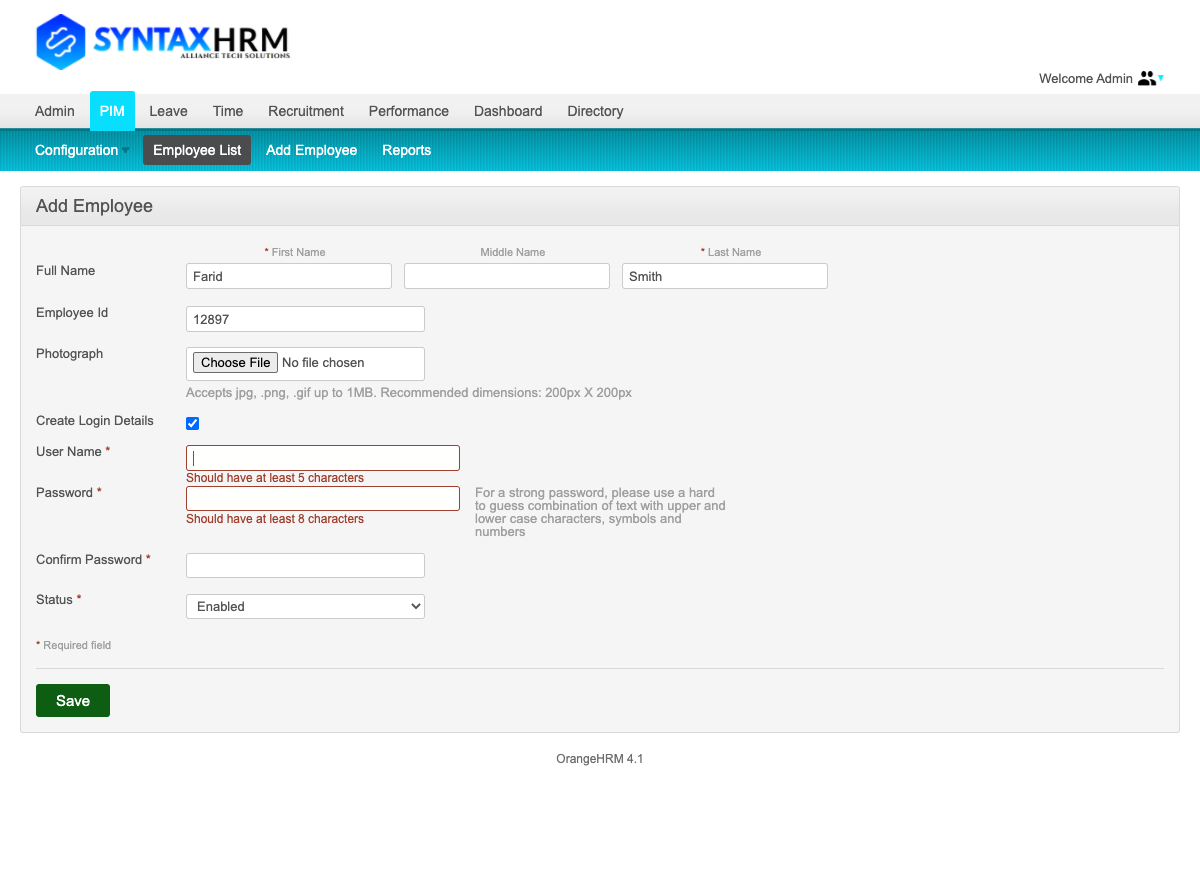 SYNTAXHRM
ALLIANCE TECH SOLUTIONS
Welcome Admin
Admin PIM Leave Time Recruitment Performance Dashboard Directory
Configuration Employee List Add Employee Reports
Add Employee
* First Name Middle Name * Last Name
Full Name Farid Smith
Employee Id 12897
Photograph Choose File No file chosen
Accepts jpg, .png, .gif up to 1MB. Recommended dimensions: 200px X 200px
Create Login Details
User Name *
Should have at least 5 characters
Password *
Should have at least 8 characters
For a strong password, please use a hard
to guess combination of text with upper and
lower case characters, symbols and
numbers
Confirm Password *
Status * Enabled
* Required field
Save
OrangeHRM 4.1